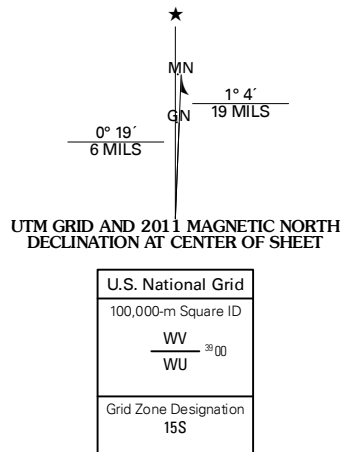 ★
MN
1° 4´
19 MILS
GN
0° 19´
6 MILS
UTM GRID AND 2011 MAGNETIC NORTH
DECLINATION AT CENTER OF SHEET
U.S. National Grid
100,000-m Square ID
WV
3900
WU
Grid Zone Designation
15S